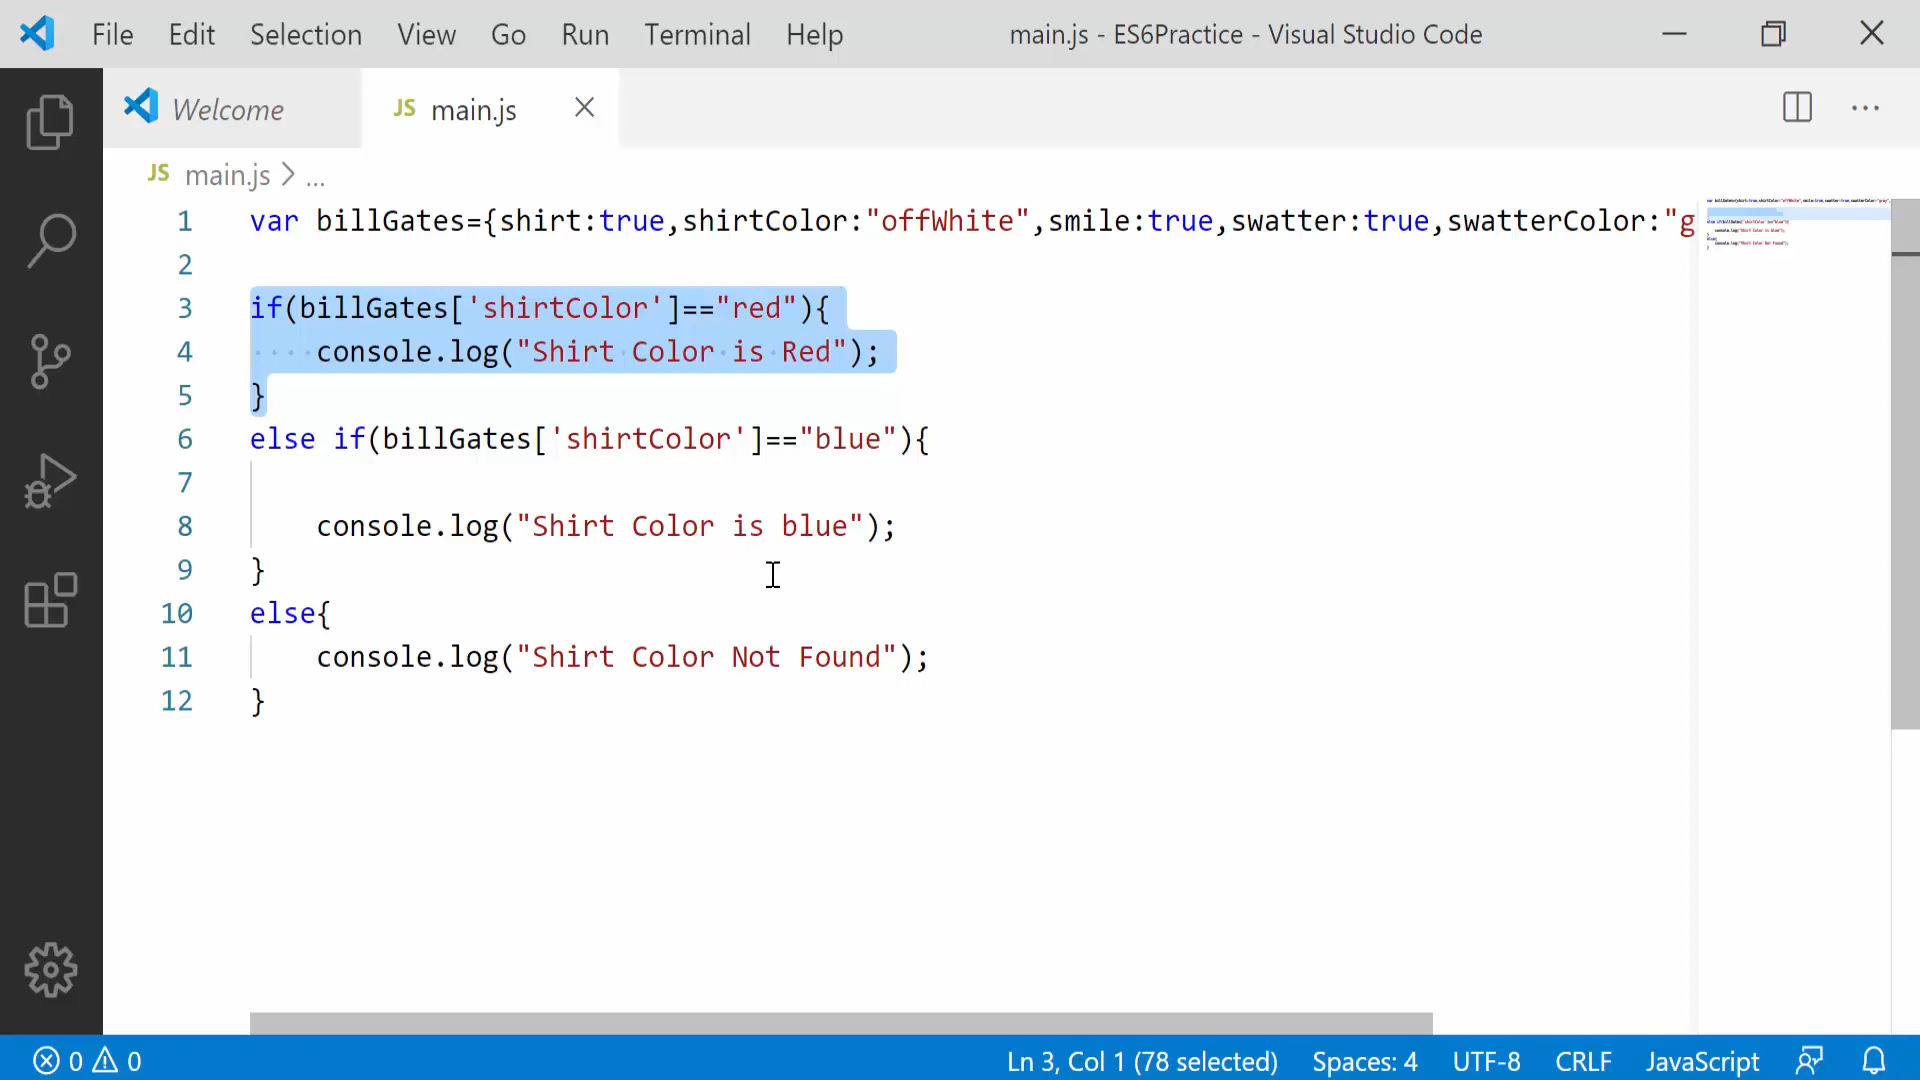 File Edit Selection View Go Run Terminal Help main.js - ES6Practice - Visual Studio Code
Welcome JS main.js
JS main.js > ...
1 var billGates={shirt:true,shirtColor:"offWhite",smile:true,swatter:true,swatterColor:"g
2
3 if(billGates['shirtColor']=="red"){
4 console.log("Shirt Color is Red");
5 }
6 else if(billGates['shirtColor']=="blue"){
7
8 console.log("Shirt Color is blue");
9 }
10 else{
11 console.log("Shirt Color Not Found");
12 }
0 0 Ln 3, Col 1 (78 selected) Spaces: 4 UTF-8 CRLF JavaScript